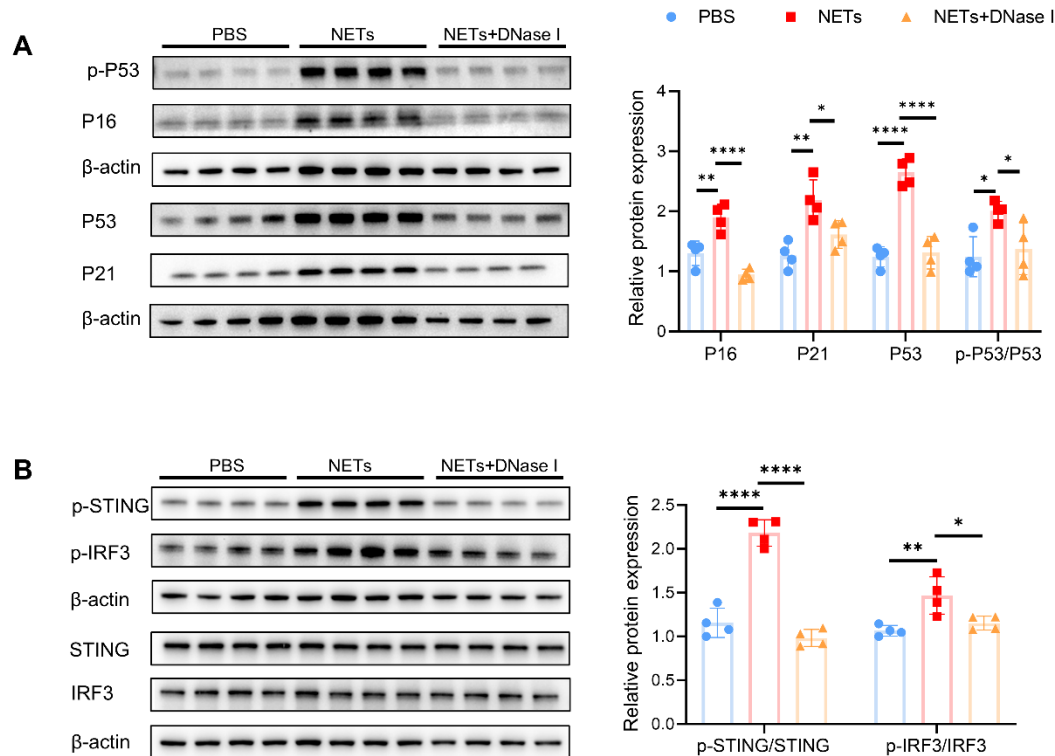 A
PBS NETs NETs+DNase I
p-P53
P16
β-actin
P53
P21
β-actin
PBS NETs NETs+DNase I
Relative protein expression
4
3
2
1
0
** **** ** * **** **** * *
P16 P21 P53 p-P53/P53
B
PBS NETs NETs+DNase I
p-STING
p-IRF3
β-actin
STING
IRF3
β-actin
Relative protein expression
2.5
2.0
1.5
1.0
0.5
0.0
**** **** ** *
p-STING/STING p-IRF3/IRF3